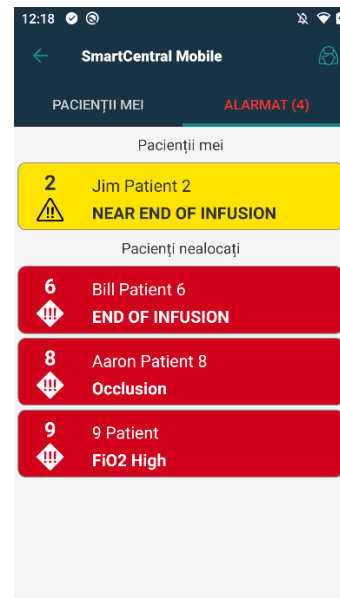 12:18
SmartCentral Mobile
PACIENȚII MEI
ALARMAT (4)
Pacienții mei
2
Jim Patient 2
!!
NEAR END OF INFUSION
Pacienți nealocați
6
Bill Patient 6
!!!
END OF INFUSION
8
Aaron Patient 8
!!!
Occlusion
9
9 Patient
!!!
FiO2 High